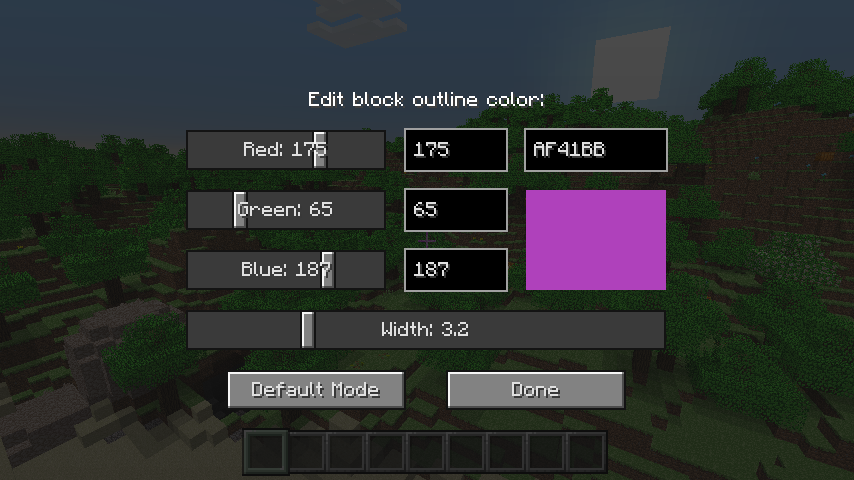 Edit block outline color:
Red: 175
175
AF41BB
Green: 65
65
Blue: 187
187
Width: 3.2
Default Mode
Done